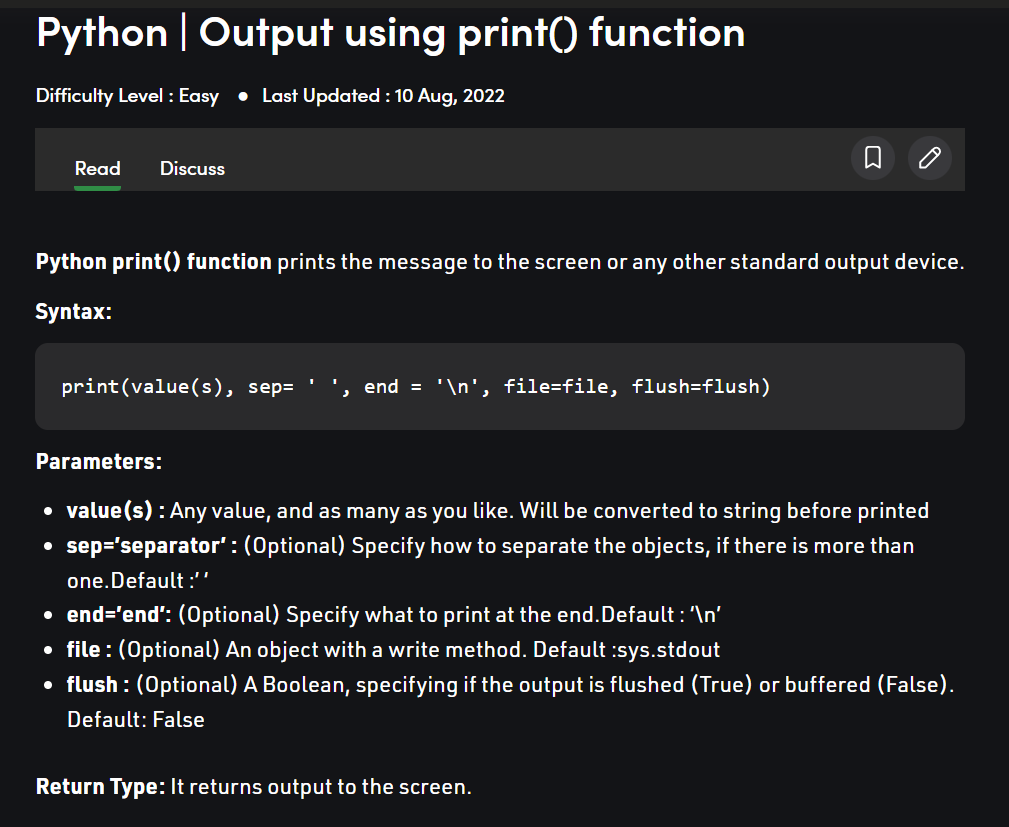 Python | Output using print() function
Difficulty Level : Easy ● Last Updated : 10 Aug, 2022
Read Discuss
Python print() function prints the message to the screen or any other standard output device.
Syntax:
print(value(s), sep= ' ', end = '\n', file=file, flush=flush)
Parameters:
• value(s) : Any value, and as many as you like. Will be converted to string before printed
• sep=’separator’ : (Optional) Specify how to separate the objects, if there is more than
one.Default :’ ’
• end=’end’: (Optional) Specify what to print at the end.Default : ‘\n’
• file : (Optional) An object with a write method. Default :sys.stdout
• flush : (Optional) A Boolean, specifying if the output is flushed (True) or buffered (False).
Default: False
Return Type: It returns output to the screen.